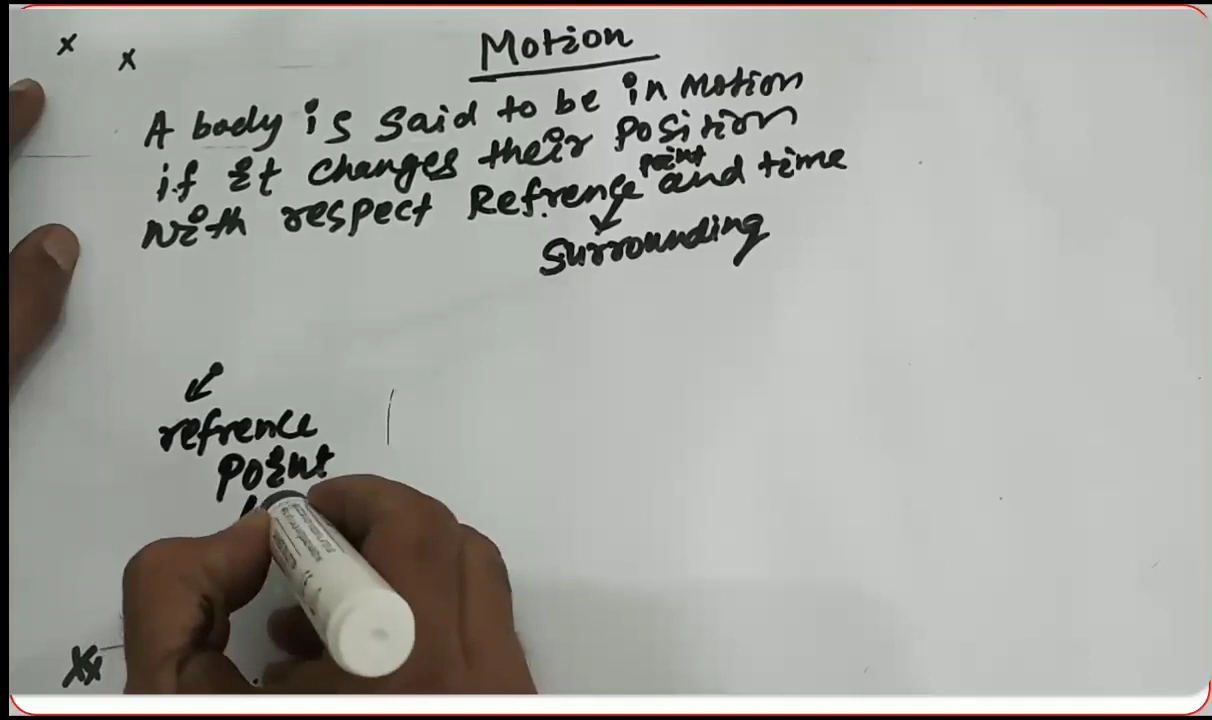 Motion
A body is said to be in Motion
if it changes their position
with respect Refrence point and time
Surrounding
refrence
Point